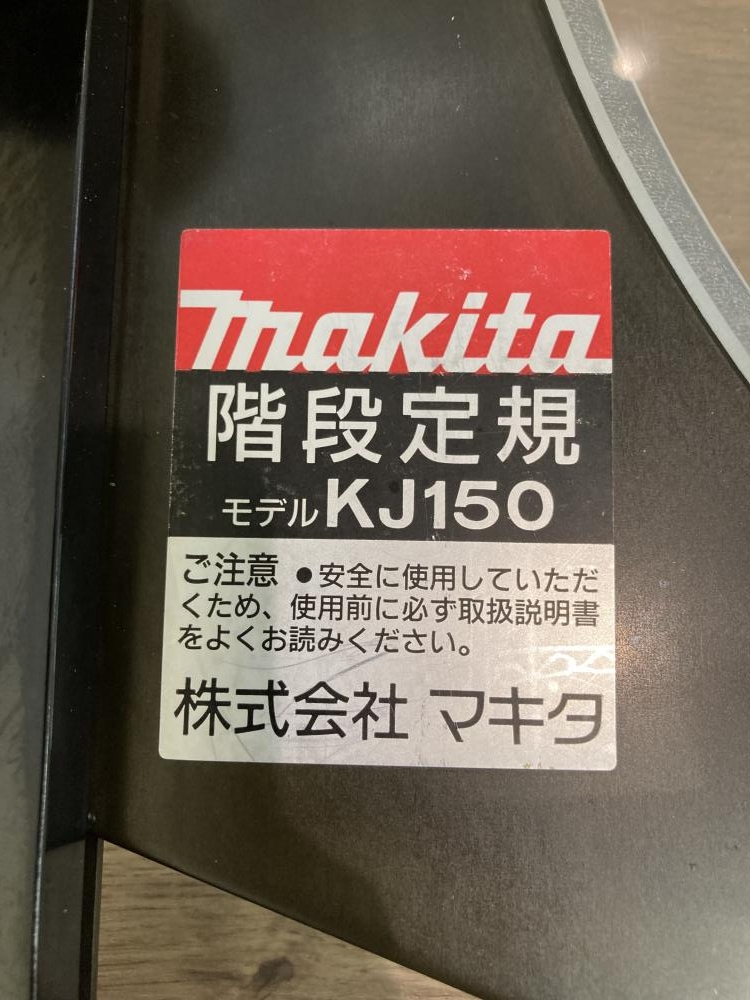 makita
階段定規
モデルKJ150
ご注意 ●安全に使用していただ
くため、使用前に必ず取扱説明書
をよくお読みください。
株式会社 マキタ